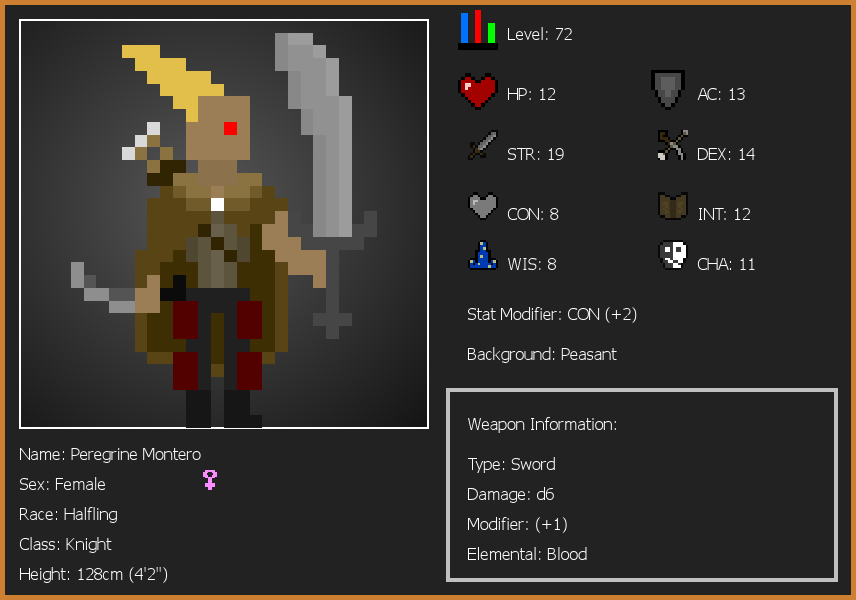 Level: 72
HP: 12
AC: 13
STR: 19
DEX: 14
CON: 8
INT: 12
WIS: 8
CHA: 11
Stat Modifier: CON (+2)
Background: Peasant
Weapon Information:
Type: Sword
Damage: d6
Modifier: (+1)
Elemental: Blood
Name: Peregrine Montero
Sex: Female
Race: Halfling
Class: Knight
Height: 128cm (4'2")